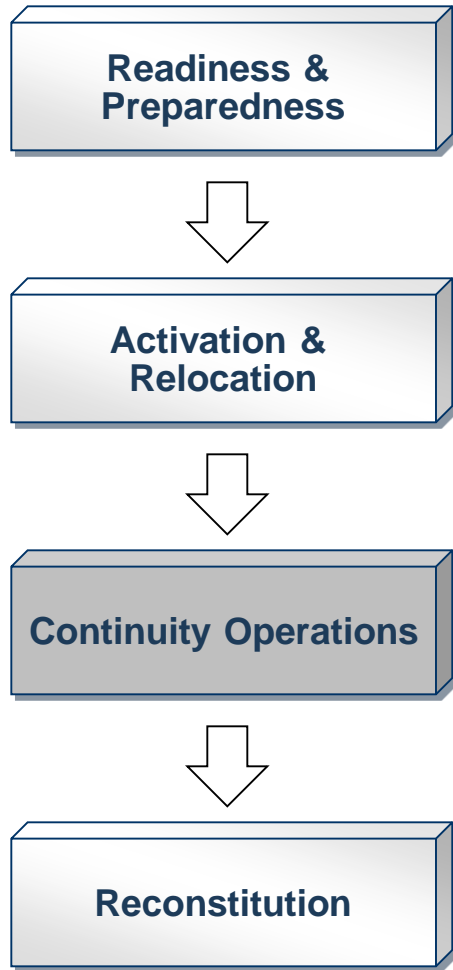 Readiness &
Preparedness
Activation &
Relocation
Continuity Operations
Reconstitution